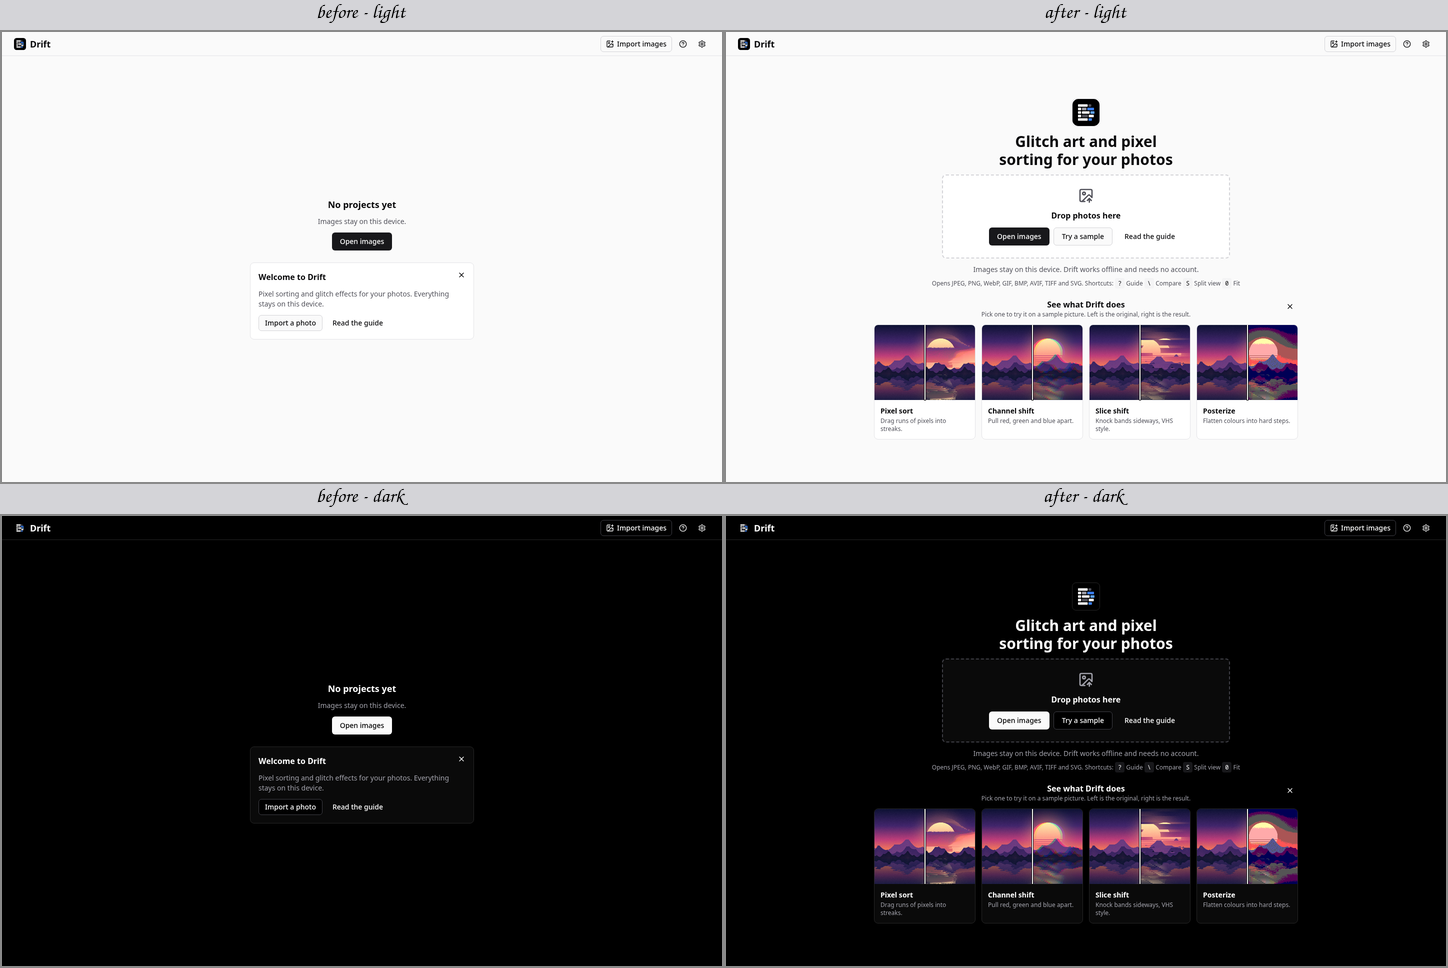 before - light
Drift
Import images
No projects yet
Images stay on this device.
Open images
Welcome to Drift
Pixel sorting and glitch effects for your photos. Everything
stays on this device.
Import a photo Read the guide
after - light
Drift
Import images
Glitch art and pixel
sorting for your photos
Drop photos here
Open images Try a sample Read the guide
Images stay on this device. Drift works offline and needs no account.
Opens JPEG, PNG, WebP, GIF, BMP, AVIF, TIFF and SVG. Shortcuts: ? Guide \ Compare S Split view 0 Fit
See what Drift does
Pick one to try it on a sample picture. Left is the original, right is the result.
Pixel sort
Drag runs of pixels into
streaks.
Channel shift
Pull red, green and blue apart.
Slice shift
Knock bands sideways, VHS
style.
Posterize
Flatten colours into hard steps.
before - dark
Drift
Import images
No projects yet
Images stay on this device.
Open images
Welcome to Drift
Pixel sorting and glitch effects for your photos. Everything
stays on this device.
Import a photo Read the guide
after - dark
Drift
Import images
Glitch art and pixel
sorting for your photos
Drop photos here
Open images Try a sample Read the guide
Images stay on this device. Drift works offline and needs no account.
Opens JPEG, PNG, WebP, GIF, BMP, AVIF, TIFF and SVG. Shortcuts: ? Guide \ Compare S Split view 0 Fit
See what Drift does
Pick one to try it on a sample picture. Left is the original, right is the result.
Pixel sort
Drag runs of pixels into
streaks.
Channel shift
Pull red, green and blue apart.
Slice shift
Knock bands sideways, VHS
style.
Posterize
Flatten colours into hard steps.